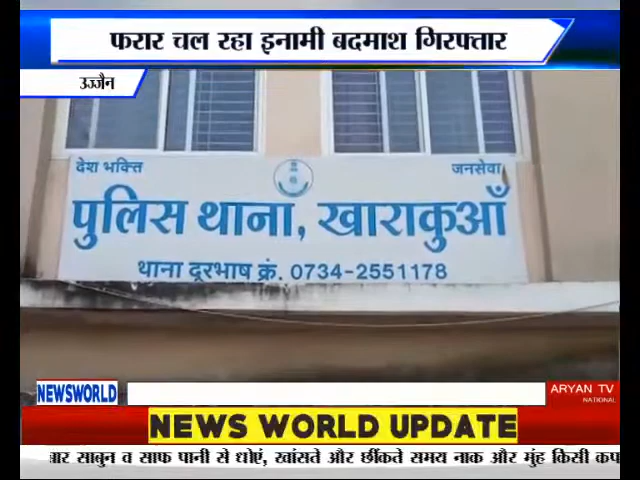 फरार चल रहा इनामी बदमाश गिरफ्तार
उज्जैन
देश भक्ति
जनसेवा
पुलिस थाना, खाराकुआँ
थाना दूरभाष क्रं. 0734-2551178
NEWSWORLD
ARYAN TV
NATIONAL
NEWS WORLD UPDATE
साबुन व साफ पानी से धोएं, खांसते और छींकते समय नाक और मुंह किसी